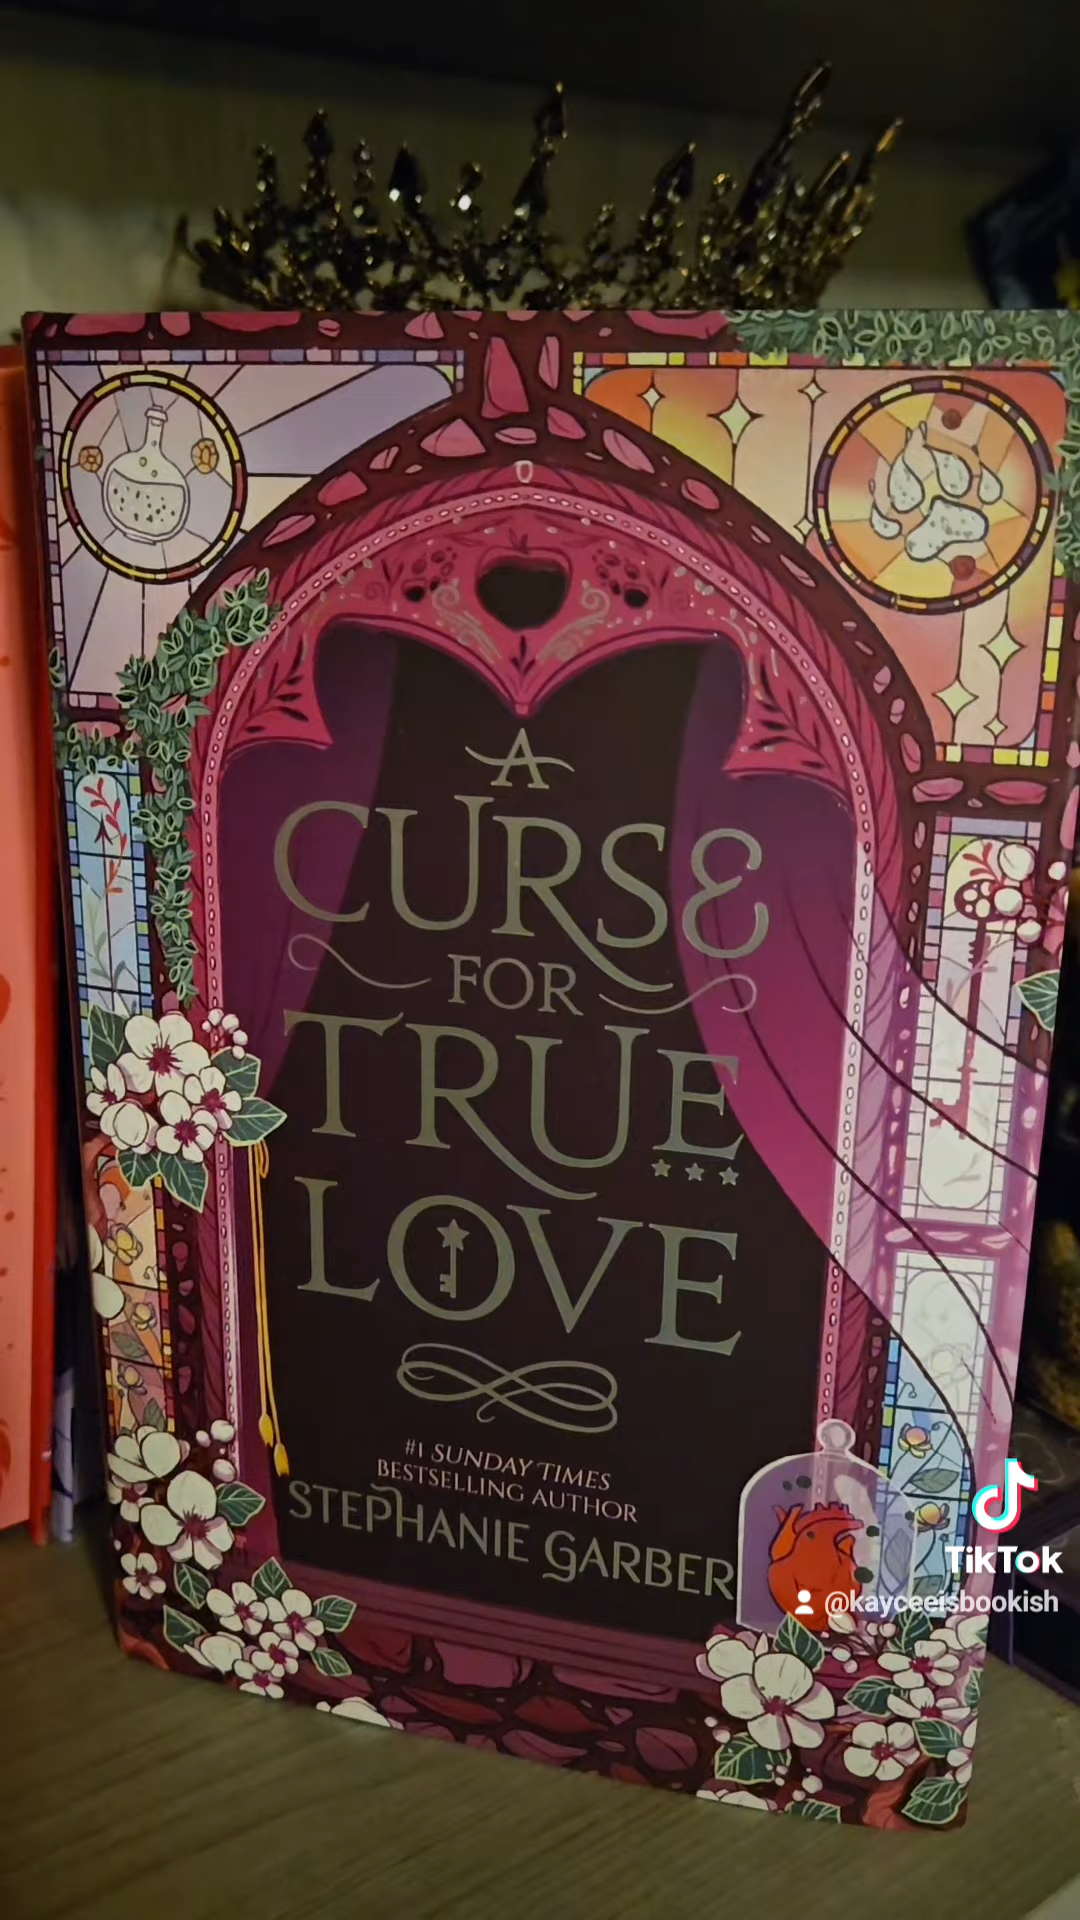 A
CURSE
FOR
TRUE
LOVE
#1 SUNDAY TIMES
BESTSELLING AUTHOR
STEPHANIE GARBER
TikTok
@kayceeisbookish